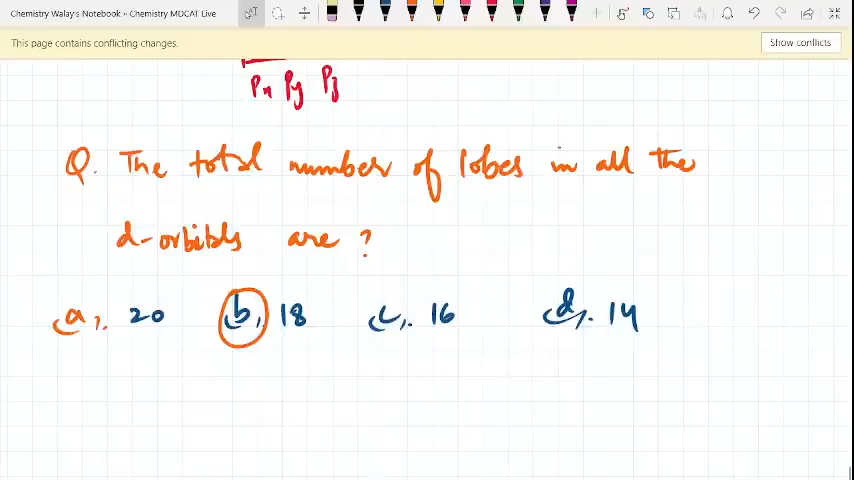 Chemistry Walay's Notebook » Chemistry MDCAT Live
This page contains conflicting changes.
Show conflicts
Px Py Pz
Q. The total number of lobes in all the
d-orbitals are ?
a, 20 b, 18 c, 16 d, 14